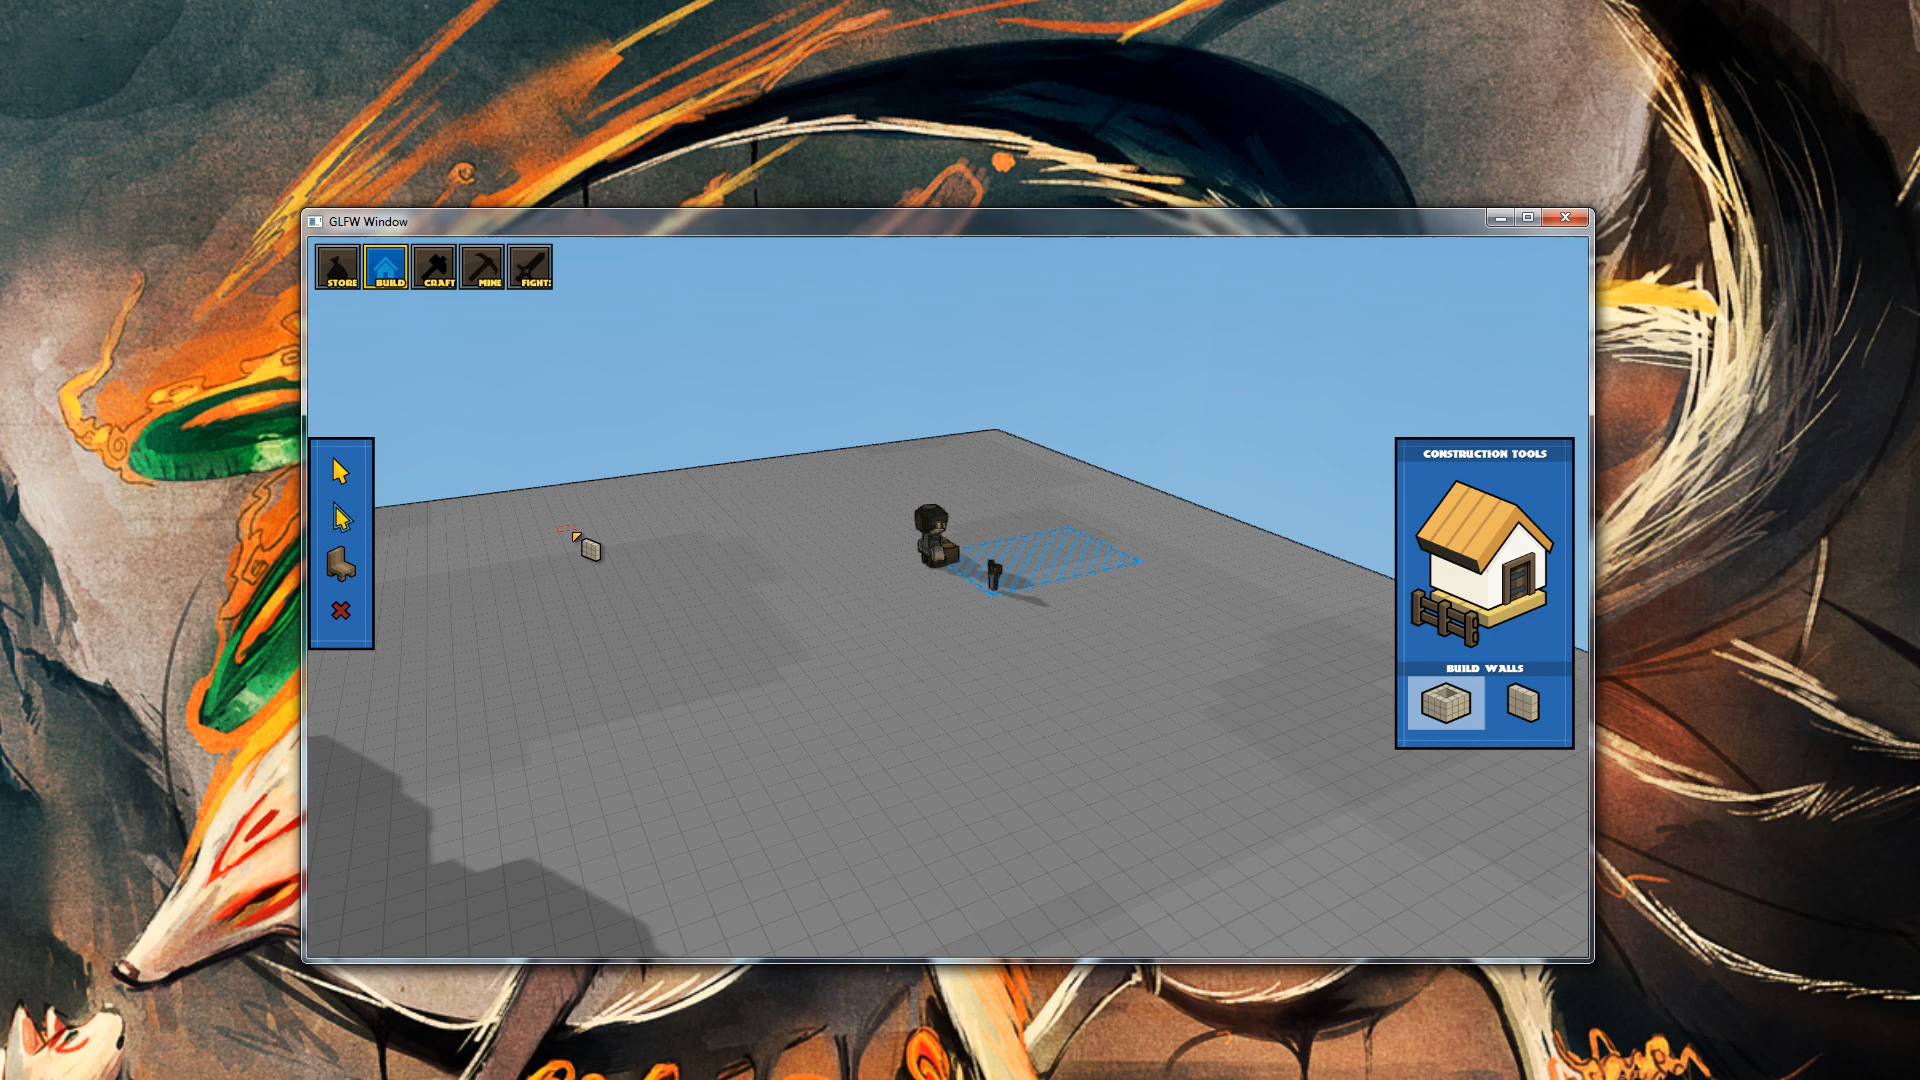 GLFW Window
STORE
BUILD
CRAFT
MINE
FIGHT!
CONSTRUCTION TOOLS
BUILD WALLS